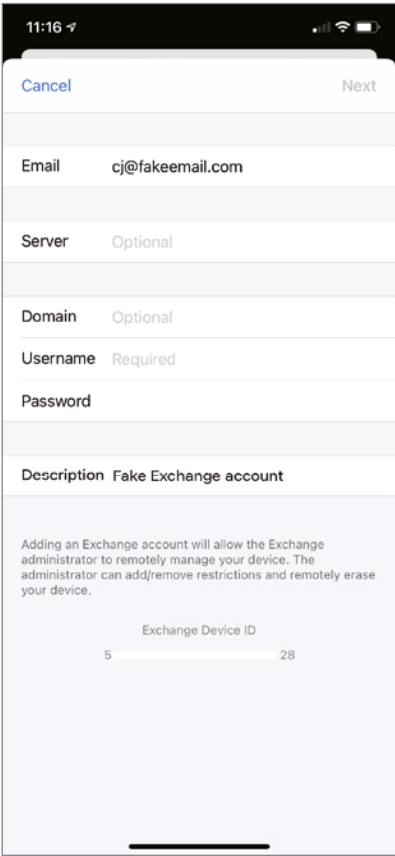 11:16
Cancel Next
Email cj@fakeemail.com
Server Optional
Domain Optional
Username Required
Password
Description Fake Exchange account
Adding an Exchange account will allow the Exchange
administrator to remotely manage your device. The
administrator can add/remove restrictions and remotely erase
your device.
Exchange Device ID
5 28